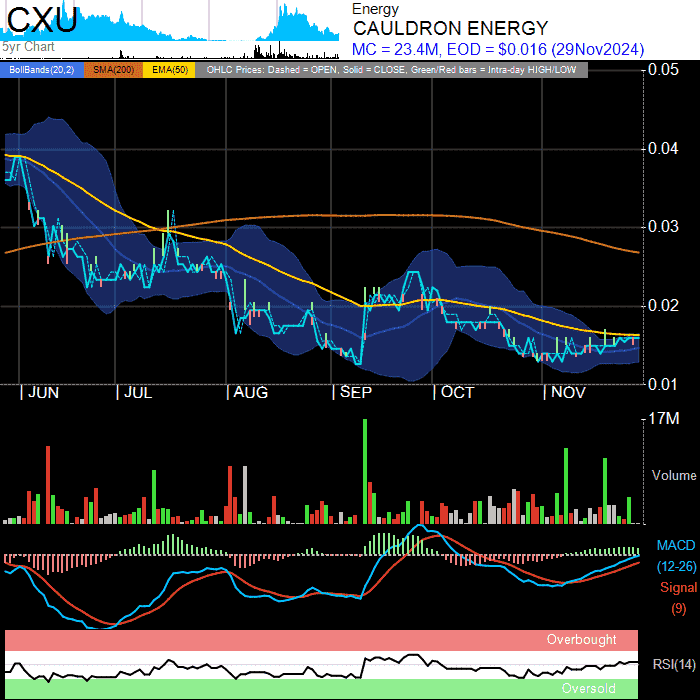 CXU
5yr Chart
Energy
CAULDRON ENERGY
MC = 23.4M, EOD = $0.016 (29Nov2024)
BollBands(20,2) SMA(200) EMA(50) OHLC Prices: Dashed = OPEN, Solid = CLOSE, Green/Red bars = Intra-day HIGH/LOW
0.05
0.04
0.03
0.02
0.01
JUN JUL AUG SEP OCT NOV
17M
Volume
MACD
(12-26)
Signal
(9)
Overbought
RSI(14)
Oversold